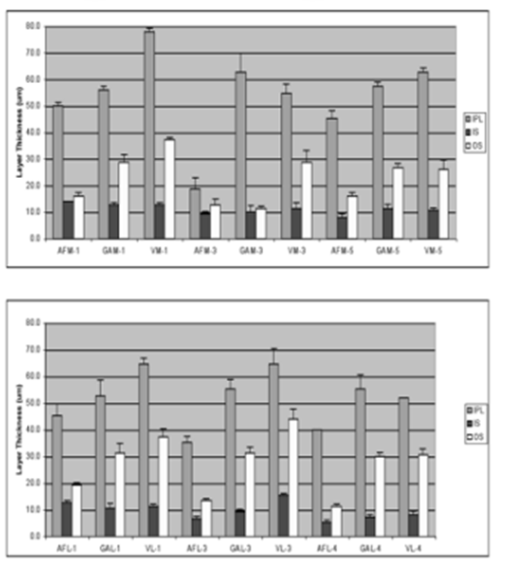 80.0
70.0
60.0
50.0
40.0
30.0
20.0
10.0
0.0
Layer Thickness (um)
AFM-1 GAM-1 VM-1 AFM-3 GAM-3 VM-3 AFM-5 GAM-5 VM-5
IPL
IS
OS
80.0
70.0
60.0
50.0
40.0
30.0
20.0
10.0
0.0
Layer Thickness (um)
AFL-1 GAL-1 VL-1 AFL-3 GAL-3 VL-3 AFL-4 GAL-4 VL-4
IPL
IS
OS